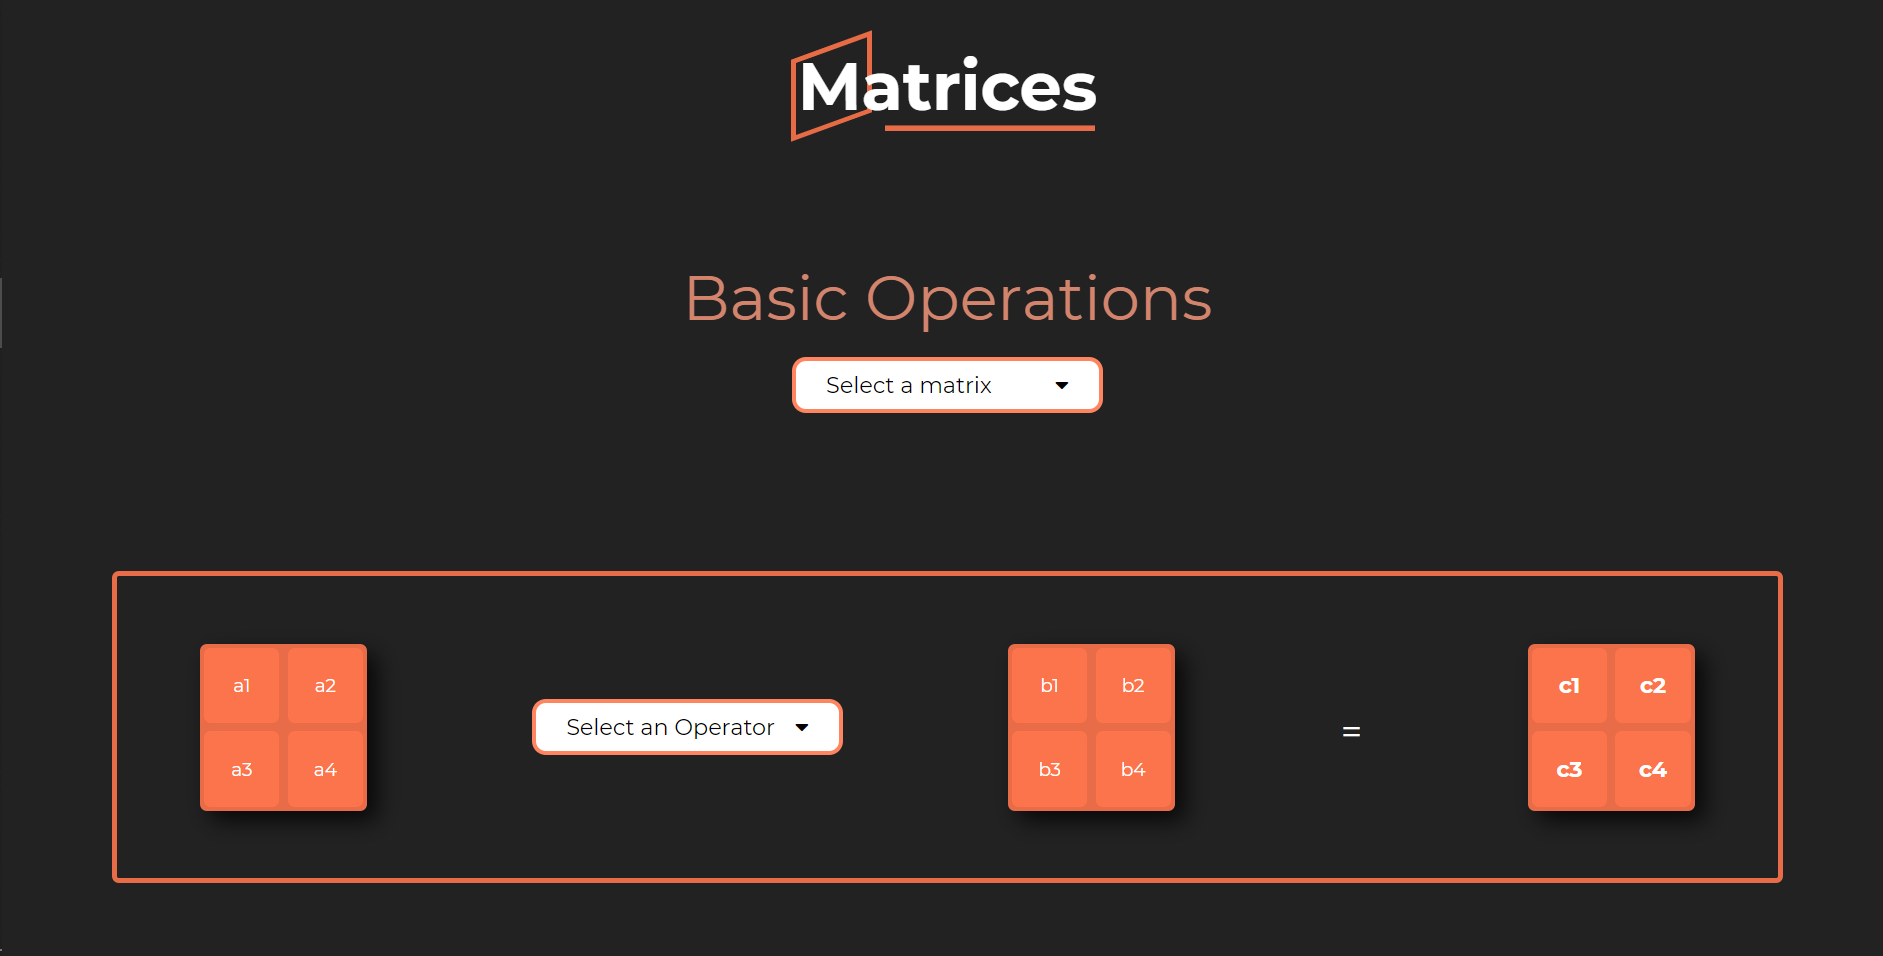 Matrices
Basic Operations
Select a matrix
a1 a2
a3 a4
Select an Operator
b1 b2
b3 b4
=
c1 c2
c3 c4